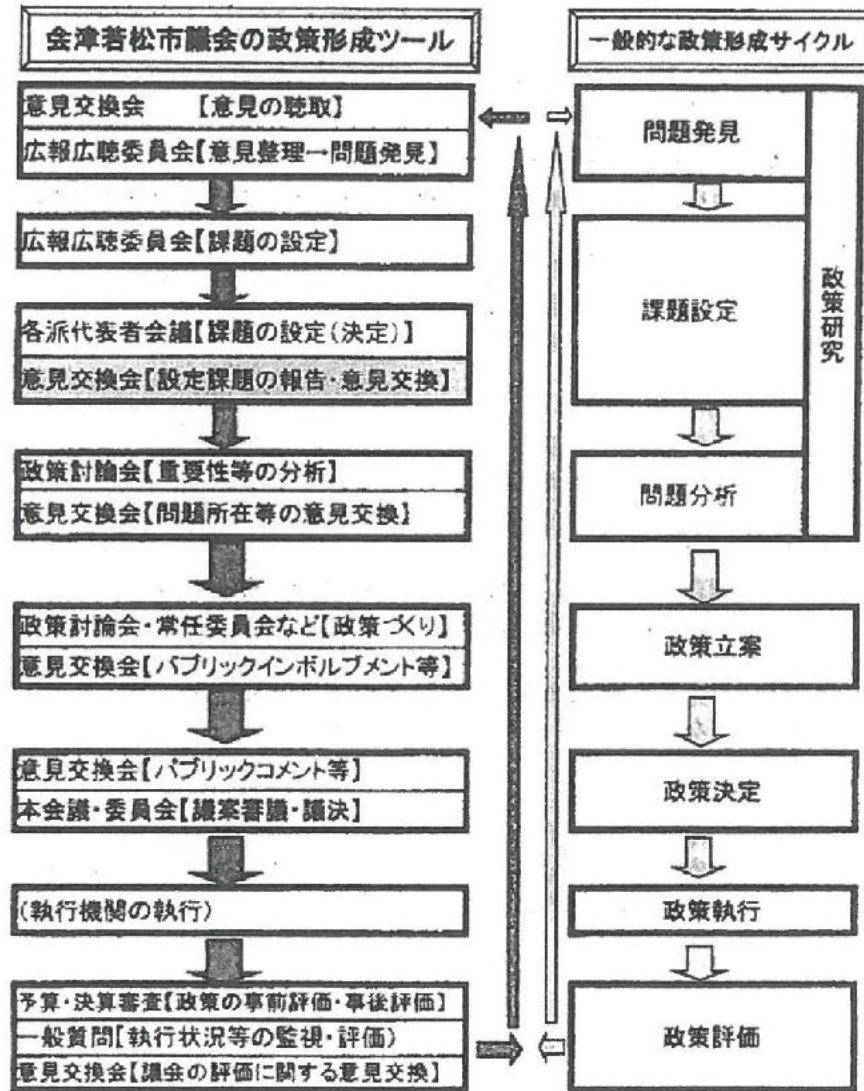 会津若松市議会の政策形成ツール
意見交換会 【意見の聴取】
広報広聴委員会【意見整理→問題発見】
広報広聴委員会【課題の設定】
各派代表者会議【課題の設定(決定)】
意見交換会【設定課題の報告・意見交換】
政策討論会【重要性等の分析】
意見交換会【問題所在等の意見交換】
政策討論会・常任委員会など【政策づくり】
意見交換会【パブリックインボルブメント等】
意見交換会【パブリックコメント等】
本会議・委員会【議案審議・議決】
(執行機関の執行)
予算・決算審査【政策の事前評価・事後評価】
一般質問【執行状況等の監視・評価)
意見交換会【議会の評価に関する意見交換】
一般的な政策形成サイクル
問題発見
課題設定
問題分析
政策研究
政策立案
政策決定
政策執行
政策評価